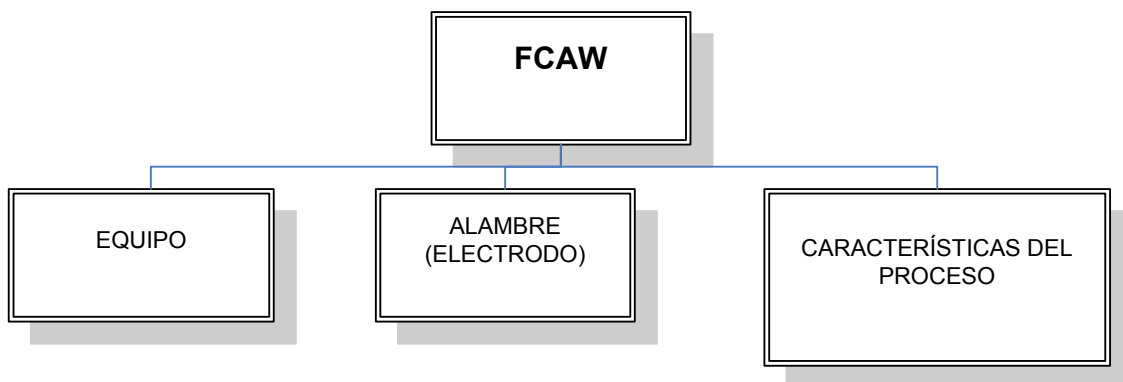 FCAW
EQUIPO
ALAMBRE
(ELECTRODO)
CARACTERÍSTICAS DEL
PROCESO